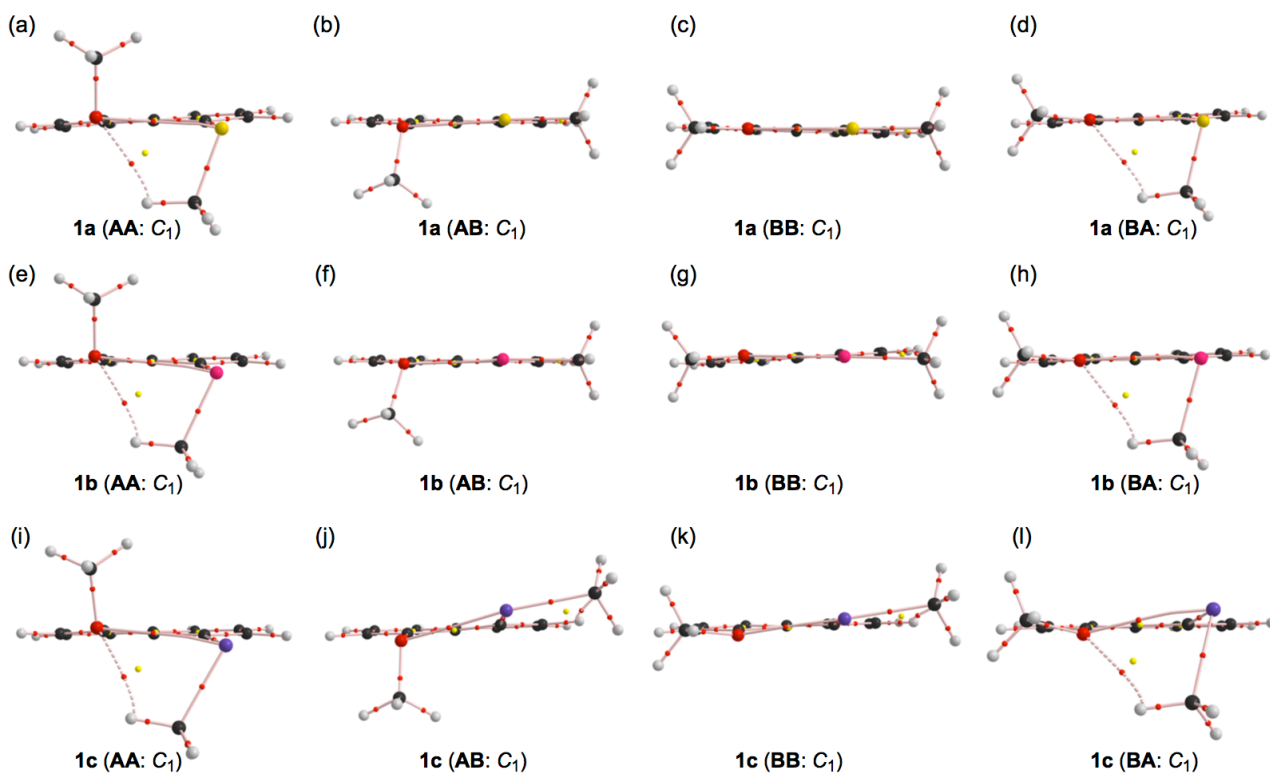 (a) (b) (c) (d)
1a (AA: C1) 1a (AB: C1) 1a (BB: C1) 1a (BA: C1)
(e) (f) (g) (h)
1b (AA: C1) 1b (AB: C1) 1b (BB: C1) 1b (BA: C1)
(i) (j) (k) (l)
1c (AA: C1) 1c (AB: C1) 1c (BB: C1) 1c (BA: C1)